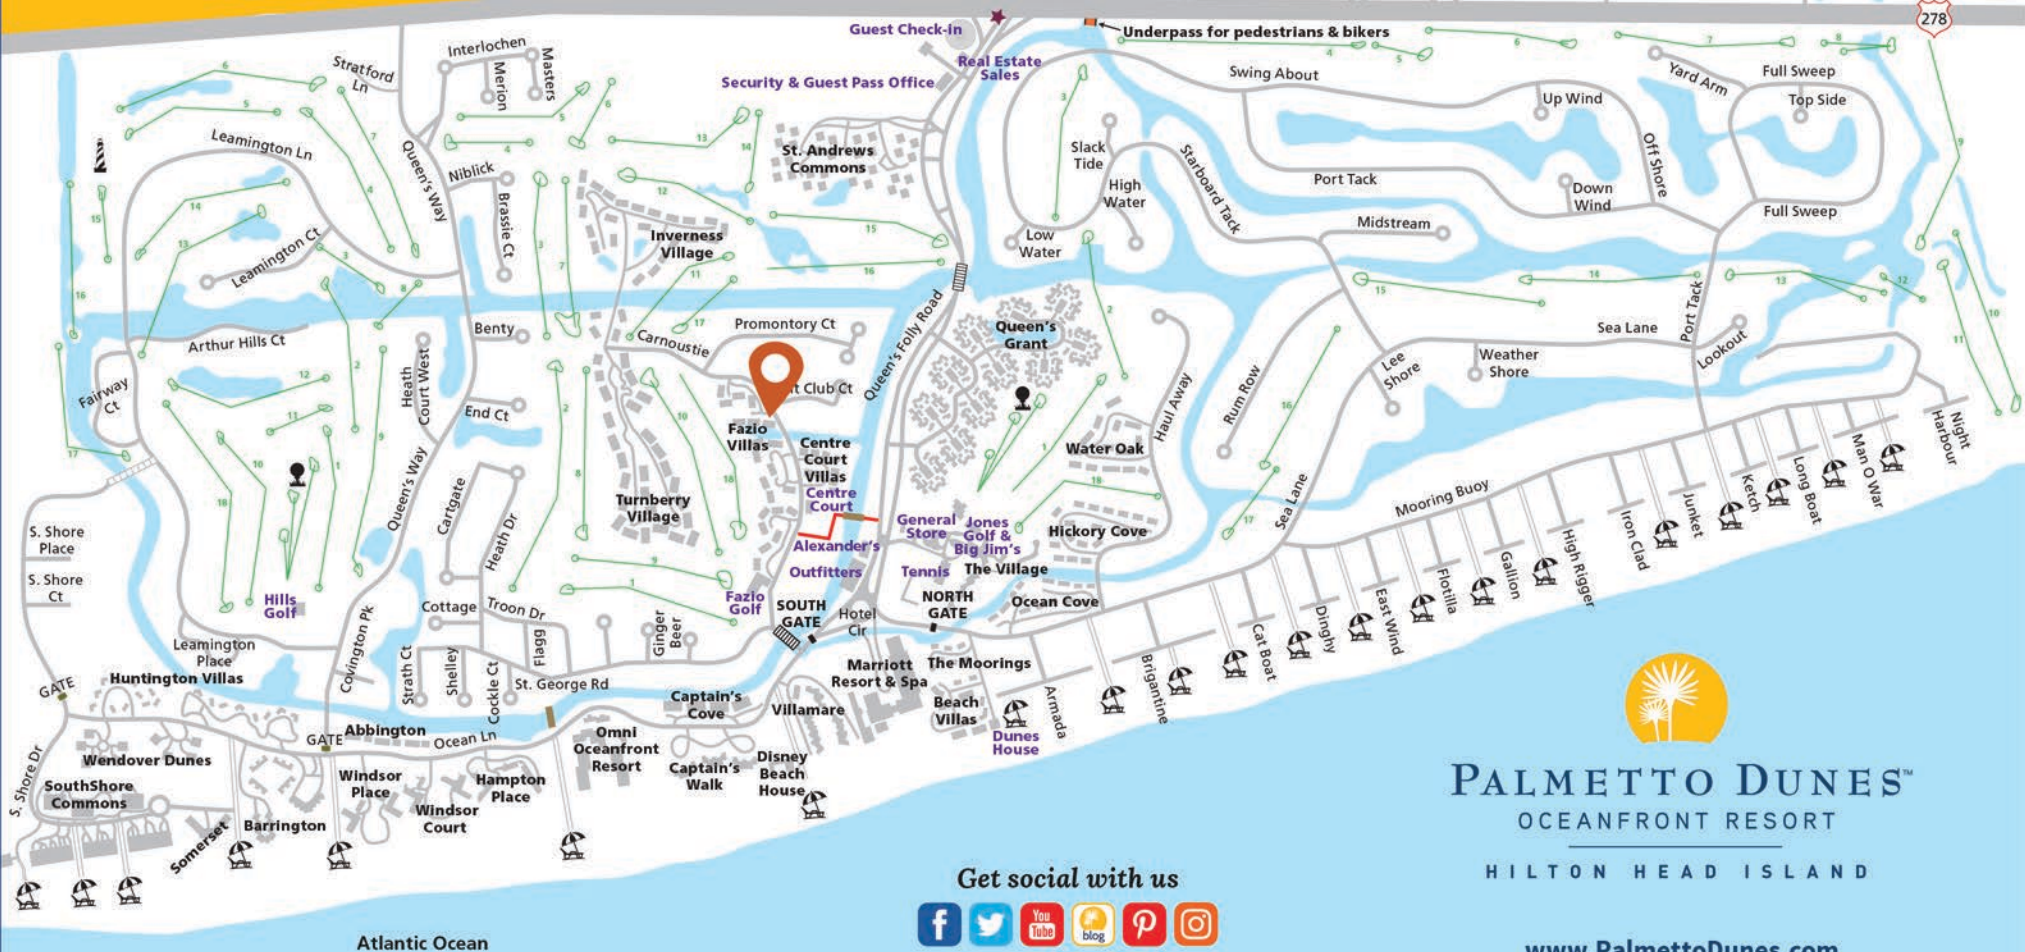 278
Guest Check-in
Underpass for pedestrians & bikers
Real Estate
Sales
Security & Guest Pass Office
Interlochen
Masters
Merion
Stratford
Ln
Swing About
Yard Arm
Full Sweep
Top Side
Up Wind
Off Shore
Leamington Ln
Queen's Way
Niblick
Brassie Ct
St. Andrews
Commons
Slack
Tide
High
Water
Starboard Tack
Port Tack
Down
Wind
Full Sweep
Midstream
Low
Water
Leamington Ct
Inverness
Village
Queen's Folly Road
Arthur Hills Ct
Benty
Carnoustie
Promontory Ct
Queen's
Grant
Sea Lane
Port Tack
Lookout
Weather
Shore
Lee
Shore
Rum Row
Haul Away
Fairway
Ct
Heath
Court West
End Ct
t Club Ct
Fazio
Villas
Centre
Court
Villas
Centre
Court
Water Oak
Night
Harbour
Man O War
Long Boat
Ketch
Junket
Iron Clad
High Rigger
Gallion
Flotilla
East Wind
Dinghy
Cat Boat
Brigantine
Armada
Mooring Buoy
Sea Lane
Queen's Way
Cartgate
Heath Dr
Turnberry
Village
General
Store
Jones
Golf &
Big Jim's
Hickory Cove
S. Shore
Place
S. Shore
Ct
Alexander's
Outfitters
Tennis
The Village
Hills
Golf
Fazio
Golf
SOUTH
GATE
Hotel
Cir
NORTH
GATE
Ocean Cove
Cottage
Troon Dr
Flagg
Ginger
Beer
Covington Pk
Strath Ct
Shelley
Cockle Ct
St. George Rd
Leamington
Place
Huntington Villas
GATE
Marriott
Resort & Spa
The Moorings
Captain's
Cove
Villamare
Beach
Villas
Dunes
House
GATE
Abbington
Ocean Ln
Omni
Oceanfront
Resort
Captain's
Walk
Disney
Beach
House
S. Shore Dr
Wendover Dunes
SouthShore
Commons
Windsor
Place
Hampton
Place
Windsor
Court
Barrington
Somerset
Atlantic Ocean
PALMETTO DUNES™
OCEANFRONT RESORT
HILTON HEAD ISLAND
Get social with us
You
Tube
blog
www.PalmettoDunes.com